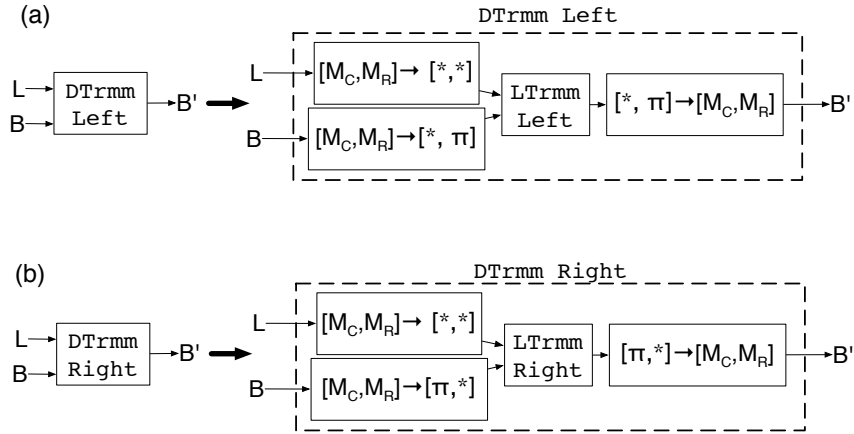 (a)
DTrmm Left
L
B
DTrmm
Left
B'
L
[M_C,M_R]→ [*,*]
B
[M_C,M_R]→[*, π]
LTrmm
Left
[*, π]→[M_C,M_R]
B'
(b)
DTrmm Right
L
B
DTrmm
Right
B'
L
[M_C,M_R]→ [*,*]
B
[M_C,M_R]→[π,*]
LTrmm
Right
[π,*]→[M_C,M_R]
B'